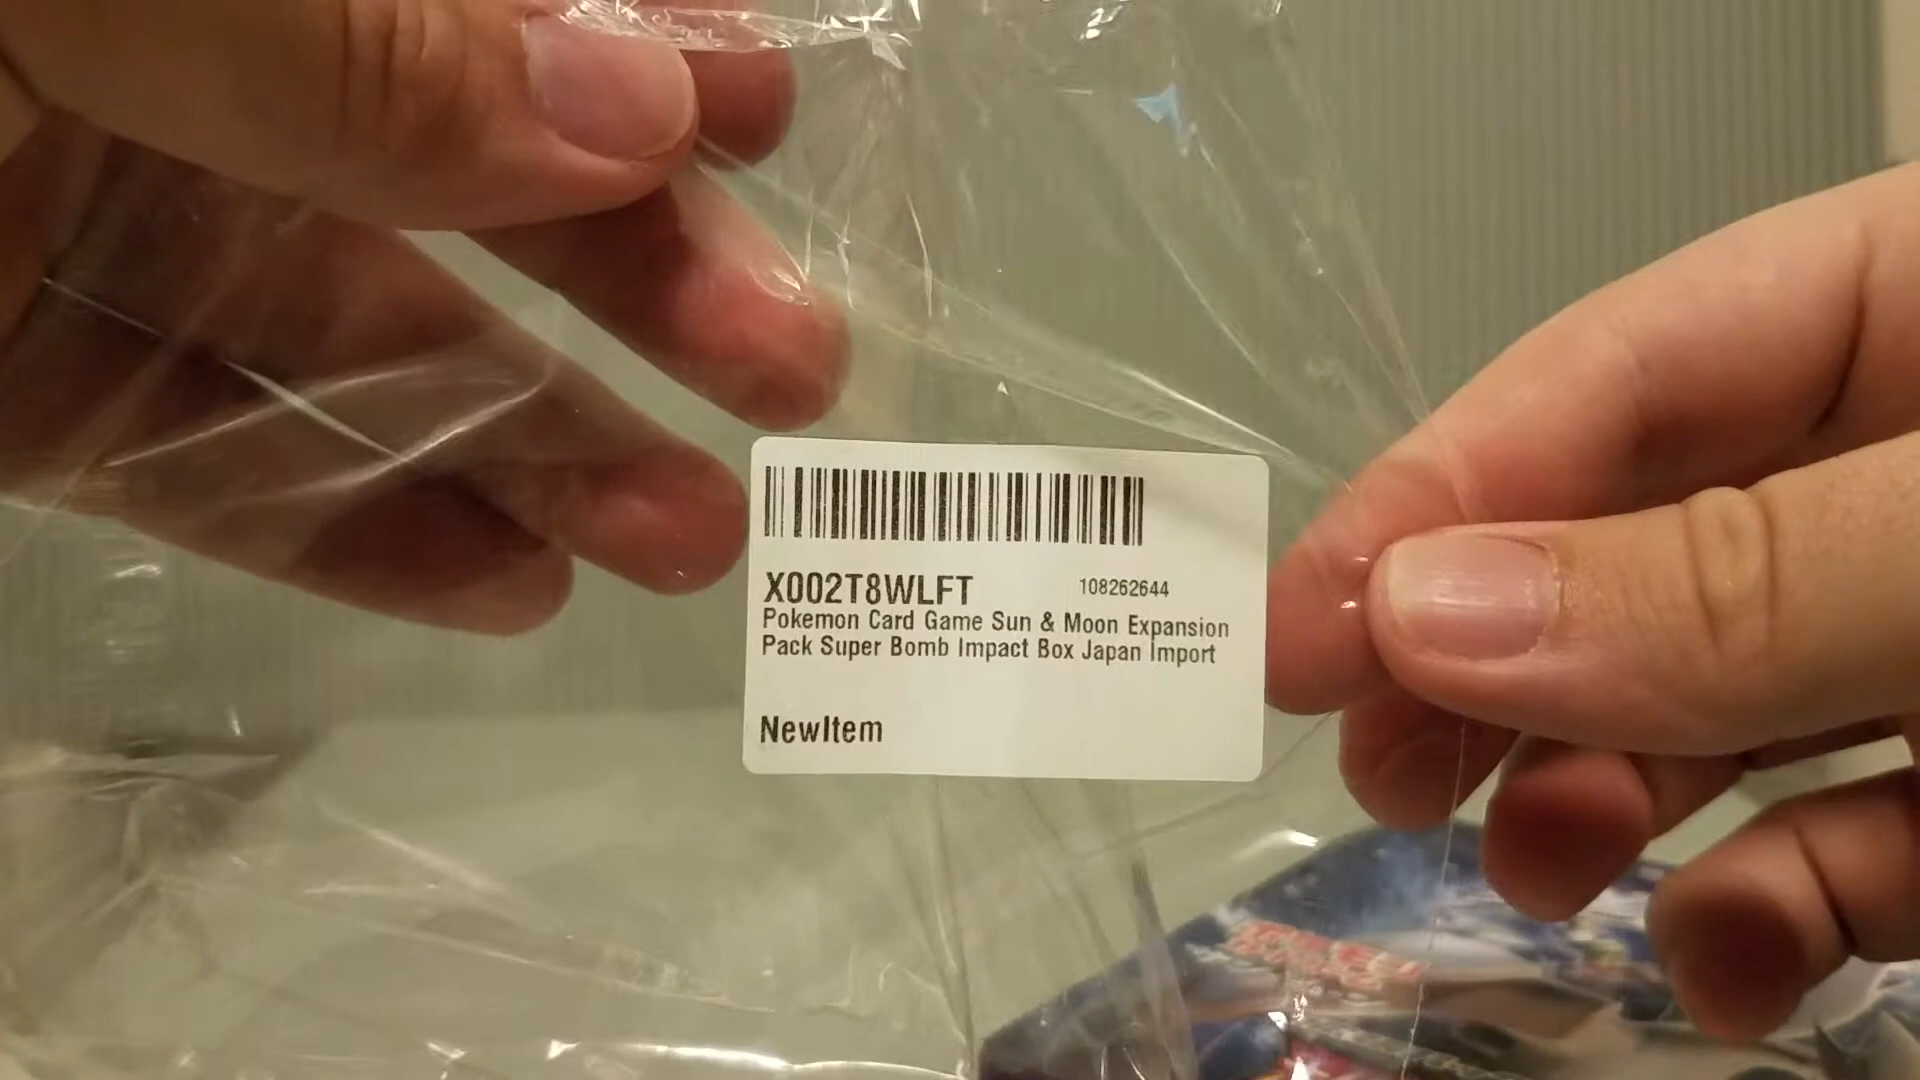 X002T8WLFT 108262644
Pokemon Card Game Sun & Moon Expansion
Pack Super Bomb Impact Box Japan Import
NewItem